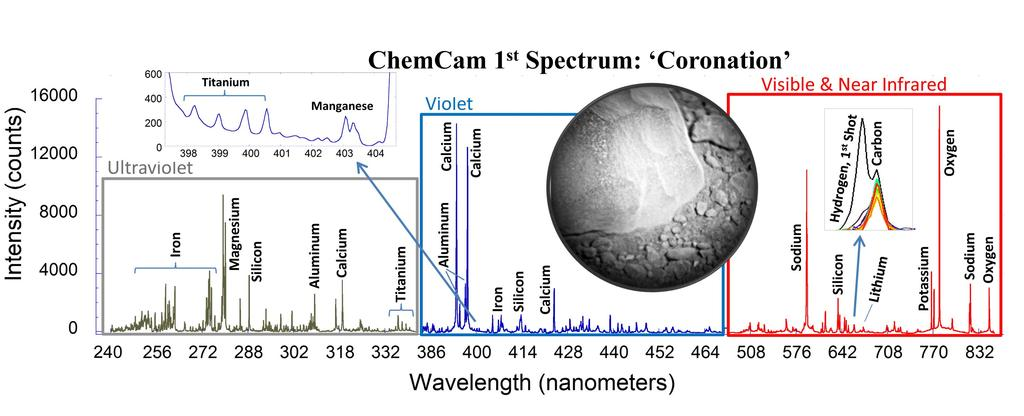 ChemCam 1st Spectrum: ‘Coronation’
Visible & Near Infrared
Violet
Ultraviolet
600
400
200
0
Titanium
Manganese
398 399 400 401 402 403 404
Intensity (counts)
16000
12000
8000
4000
0
Iron
Magnesium
Silicon
Aluminum
Calcium
Titanium
Aluminum
Calcium
Calcium
Iron
Silicon
Calcium
Sodium
Silicon
Hydrogen, 1st Shot
Carbon
Lithium
Potassium
Oxygen
Sodium
Oxygen
240 256 272 288 302 318 332 386 400 414 428 440 452 464 508 576 642 708 770 832
Wavelength (nanometers)